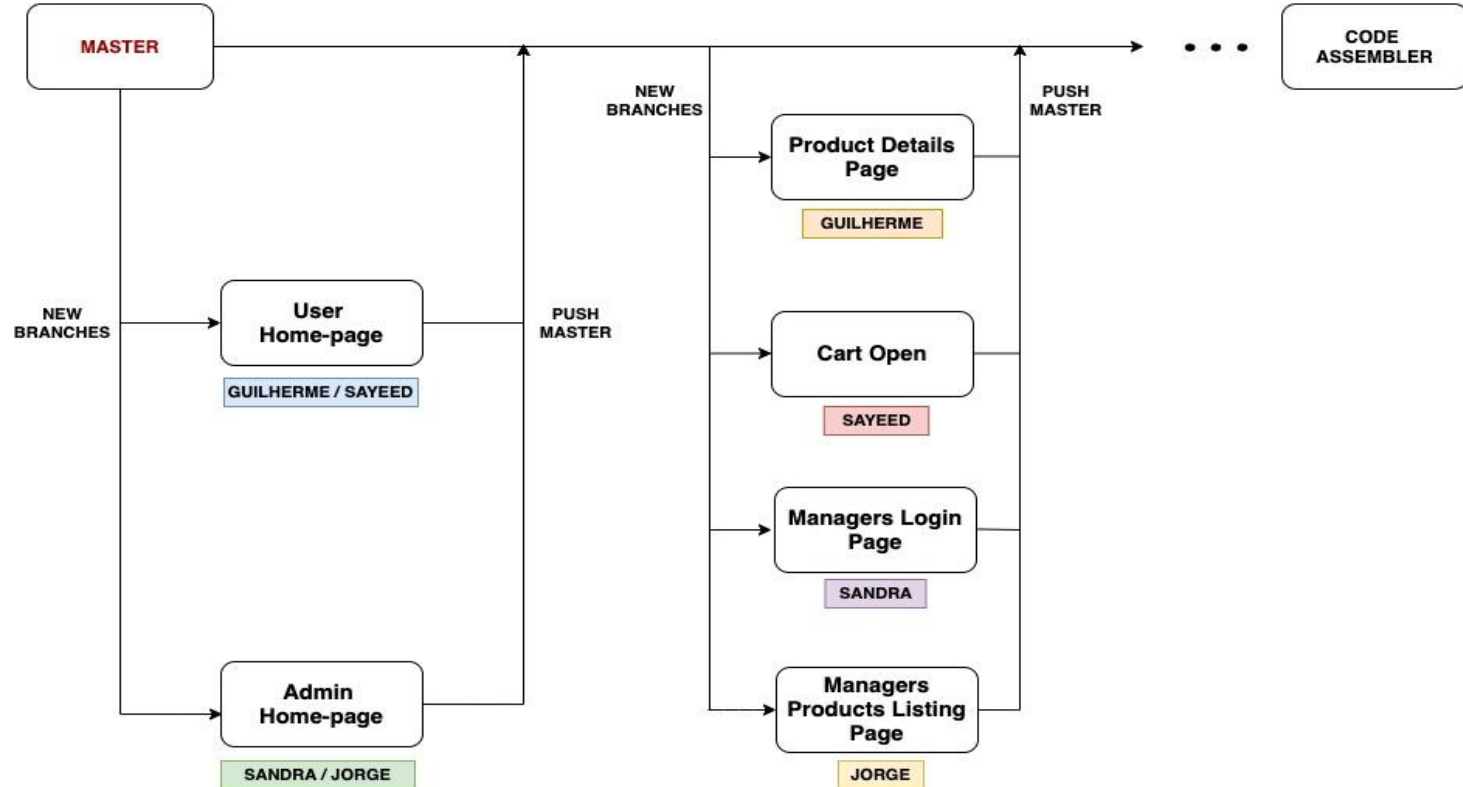 MASTER
CODE
ASSEMBLER
NEW
BRANCHES
PUSH
MASTER
Product Details
Page
GUILHERME
NEW
BRANCHES
User
Home-page
PUSH
MASTER
GUILHERME / SAYEED
Cart Open
SAYEED
Managers Login
Page
SANDRA
Admin
Home-page
SANDRA / JORGE
Managers
Products Listing
Page
JORGE